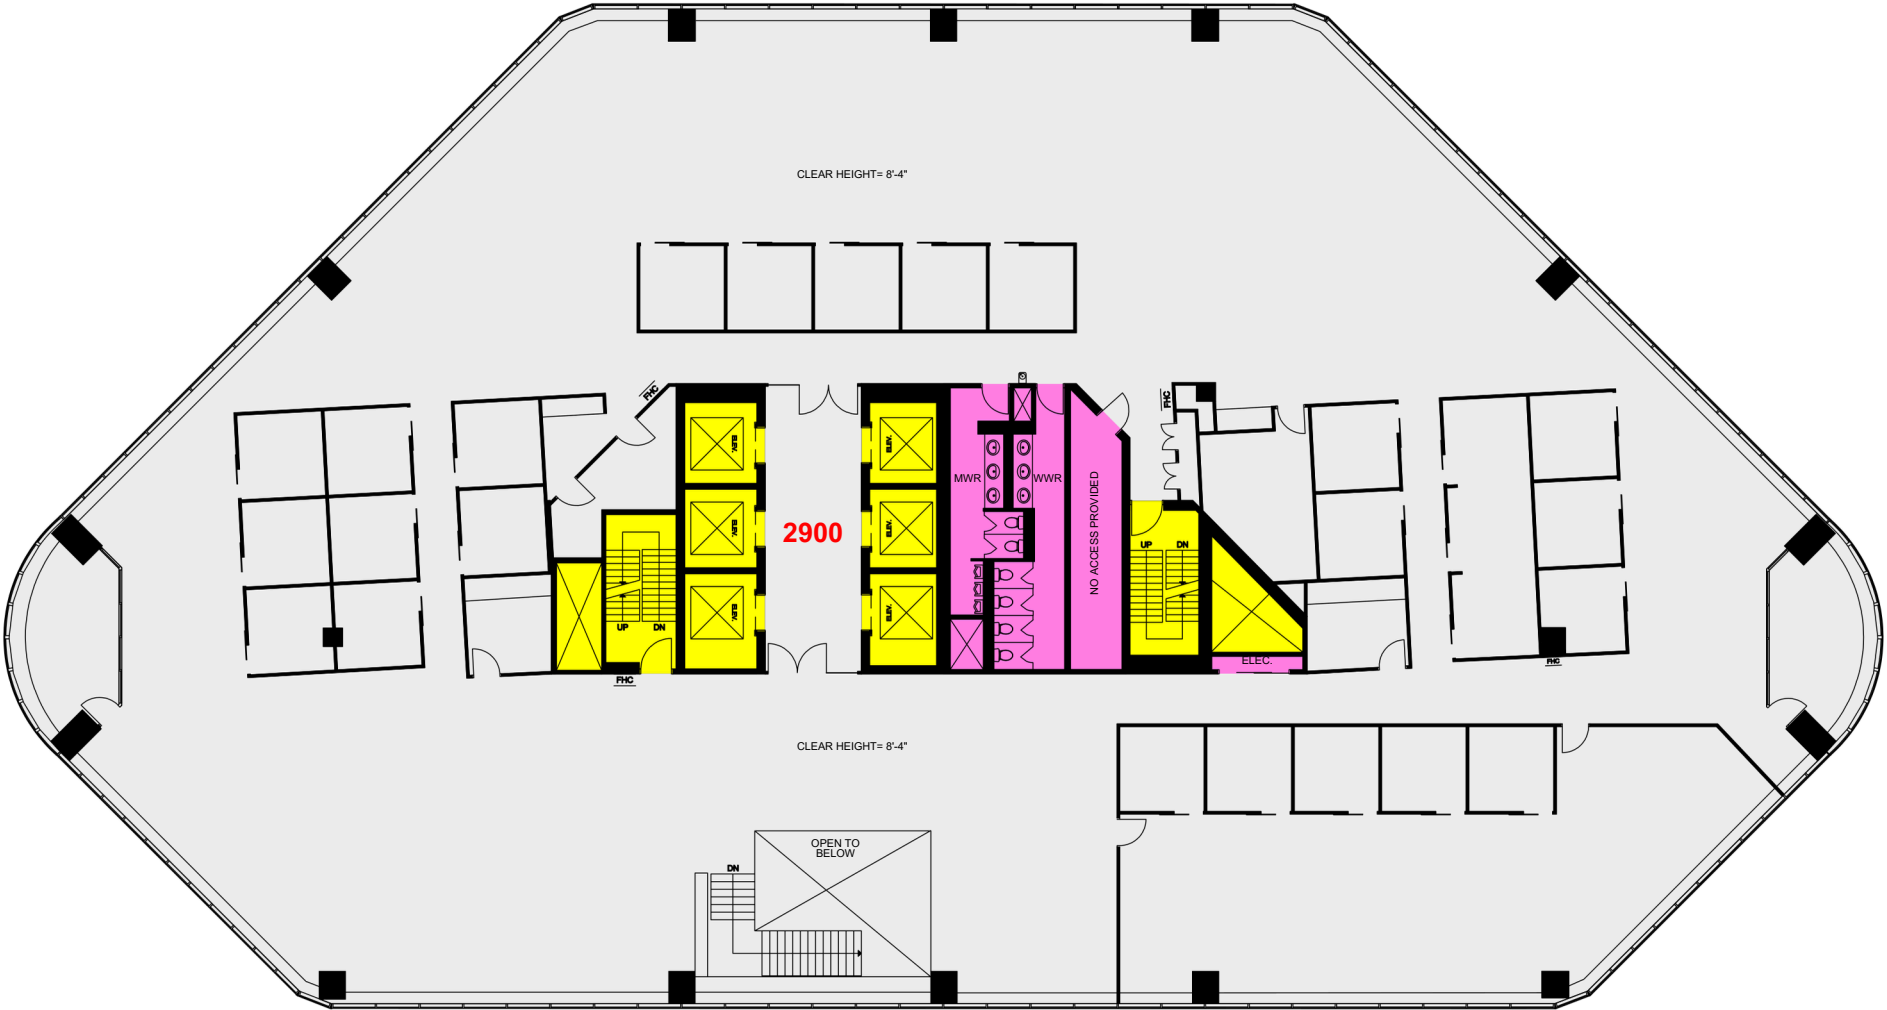 CLEAR HEIGHT= 8'-4"
FHC
FHC
ELEV.
ELEV.
MWR
WWR
NO ACCESS PROVIDED
2900
ELEV.
ELEV.
UP
DN
UP
DN
ELEV.
ELEV.
ELEC.
FHC
FHC
CLEAR HEIGHT= 8'-4"
OPEN TO
BELOW
DN